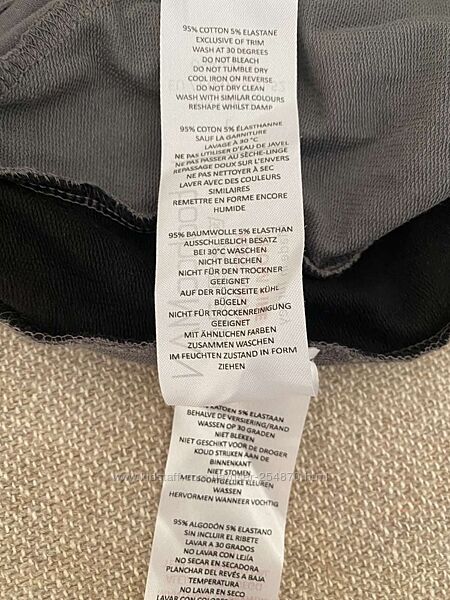 95% COTTON 5% ELASTANE
EXCLUSIVE OF TRIM
WASH AT 30 DEGREES
DO NOT BLEACH
DO NOT TUMBLE DRY
COOL IRON ON REVERSE
DO NOT DRY CLEAN
WASH WITH SIMILAR COLOURS
RESHAPE WHILST DAMP
95% COTON 5% ÉLASTHANNE
SAUF LA GARNITURE
LAVAGE À 30 °C
NE PAS UTILISER D'EAU DE JAVEL
NE PAS PASSER AU SÈCHE-LINGE
REPASSAGE DOUX SUR L'ENVERS
NE PAS NETTOYER À SEC
LAVER AVEC DES COULEURS
SIMILAIRES
REMETTRE EN FORME ENCORE
HUMIDE
95% BAUMWOLLE 5% ELASTHAN
AUSSCHLIEßLICH BESATZ
BEI 30°C WASCHEN
NICHT BLEICHEN
NICHT FÜR DEN TROCKNER
GEEIGNET
AUF DER RÜCKSEITE KÜHL
BÜGELN
NICHT FÜR TROCKENREINIGUNG
GEEIGNET
MIT ÄHNLICHEN FARBEN
ZUSAMMEN WASCHEN
IM FEUCHTEN ZUSTAND IN FORM
ZIEHEN
KATOEN 5% ELASTAAN
BEHALVE DE VERSIERING/RAND
WASSEN OP 30 GRADEN
NIET BLEKEN
NIET GESCHIKT VOOR DE DROGER
KOUD STRIJKEN AAN DE
BINNENKANT
NIET STOMEN
MET SOORTGELIJKE KLEUREN
WASSEN
HERVORMEN WANNEER VOCHTIG
95% ALGODÓN 5% ELASTANO
SIN INCLUIR EL RIBETE
LAVAR A 30 GRADOS
NO LAVAR CON LEJÍA
NO SECAR EN SECADORA
PLANCHAR DEL REVÉS A BAJA
TEMPERATURA
NO LAVAR EN SECO
LAVAR CON COLORES